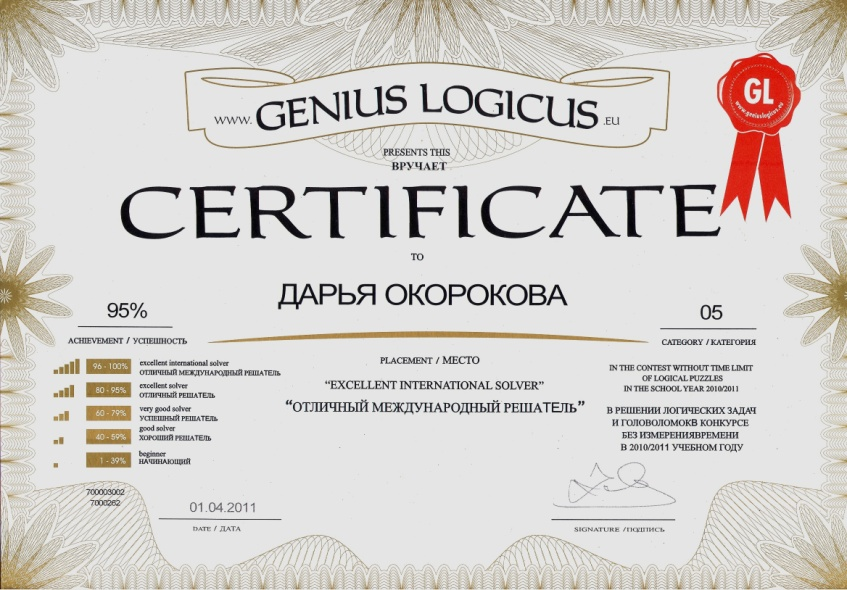 WWW. GENIUS LOGICUS .EU
GL
www.geniuslogicus.eu
PRESENTS THIS
ВРУЧАЕТ
CERTIFICATE
TO
ДАРЬЯ ОКОРОКОВА
95%
ACHIEVEMENT / УСПЕШНОСТЬ
96 - 100% excellent international solver
ОТЛИЧНЫЙ МЕЖДУНАРОДНЫЙ РЕШАТЕЛЬ
80 - 95% excellent solver
ОТЛИЧНЫЙ РЕШАТЕЛЬ
60 - 79% very good solver
УСПЕШНЫЙ РЕШАТЕЛЬ
40 - 59% good solver
ХОРОШИЙ РЕШАТЕЛЬ
1 - 39% beginner
НАЧИНАЮЩИЙ
700003002
7000262
01.04.2011
DATE / ДАТА
PLACEMENT / МЕСТО
“EXCELLENT INTERNATIONAL SOLVER”
“ОТЛИЧНЫЙ МЕЖДУНАРОДНЫЙ РЕШАТЕЛЬ”
05
CATEGORY / КАТЕГОРИЯ
IN THE CONTEST WITHOUT TIME LIMIT
OF LOGICAL PUZZLES
IN THE SCHOOL YEAR 2010/2011
В РЕШЕНИИ ЛОГИЧЕСКИХ ЗАДАЧ
И ГОЛОВОЛОМОКВ КОНКУРСЕ
БЕЗ ИЗМЕРЕНИЯВРЕМЕНИ
В 2010/2011 УЧЕБНОМ ГОДУ
SIGNATURE /ПОДПИСЬ